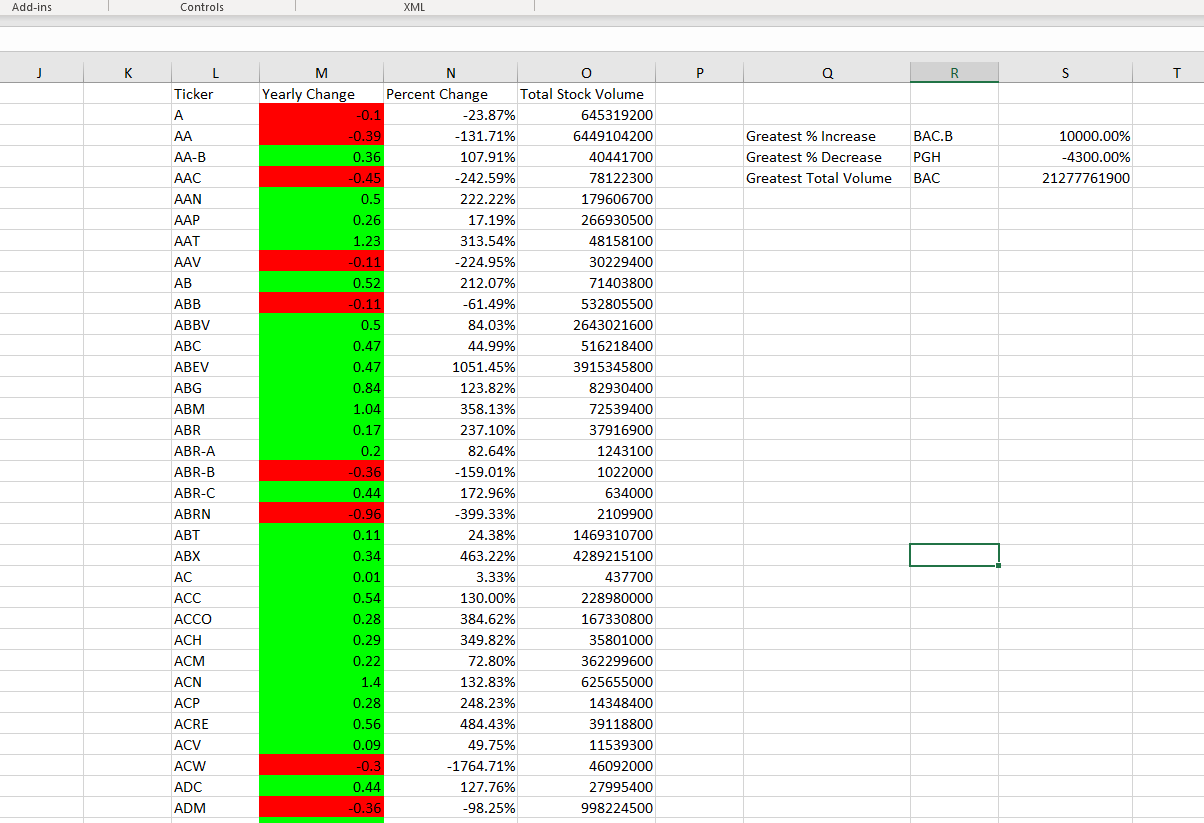 Add-ins Controls XML
J K L M N O P Q R S T
Ticker Yearly Change Percent Change Total Stock Volume
A -0.1 -23.87% 645319200
AA -0.39 -131.71% 6449104200 Greatest % Increase BAC.B 10000.00%
AA-B 0.36 107.91% 40441700 Greatest % Decrease PGH -4300.00%
AAC -0.45 -242.59% 78122300 Greatest Total Volume BAC 21277761900
AAN 0.5 222.22% 179606700
AAP 0.26 17.19% 266930500
AAT 1.23 313.54% 48158100
AAV -0.11 -224.95% 30229400
AB 0.52 212.07% 71403800
ABB -0.11 -61.49% 532805500
ABBV 0.5 84.03% 2643021600
ABC 0.47 44.99% 516218400
ABEV 0.47 1051.45% 3915345800
ABG 0.84 123.82% 82930400
ABM 1.04 358.13% 72539400
ABR 0.17 237.10% 37916900
ABR-A 0.2 82.64% 1243100
ABR-B -0.36 -159.01% 1022000
ABR-C 0.44 172.96% 634000
ABRN -0.96 -399.33% 2109900
ABT 0.11 24.38% 1469310700
ABX 0.34 463.22% 4289215100
AC 0.01 3.33% 437700
ACC 0.54 130.00% 228980000
ACCO 0.28 384.62% 167330800
ACH 0.29 349.82% 35801000
ACM 0.22 72.80% 362299600
ACN 1.4 132.83% 625655000
ACP 0.28 248.23% 14348400
ACRE 0.56 484.43% 39118800
ACV 0.09 49.75% 11539300
ACW -0.3 -1764.71% 46092000
ADC 0.44 127.76% 27995400
ADM -0.36 -98.25% 998224500